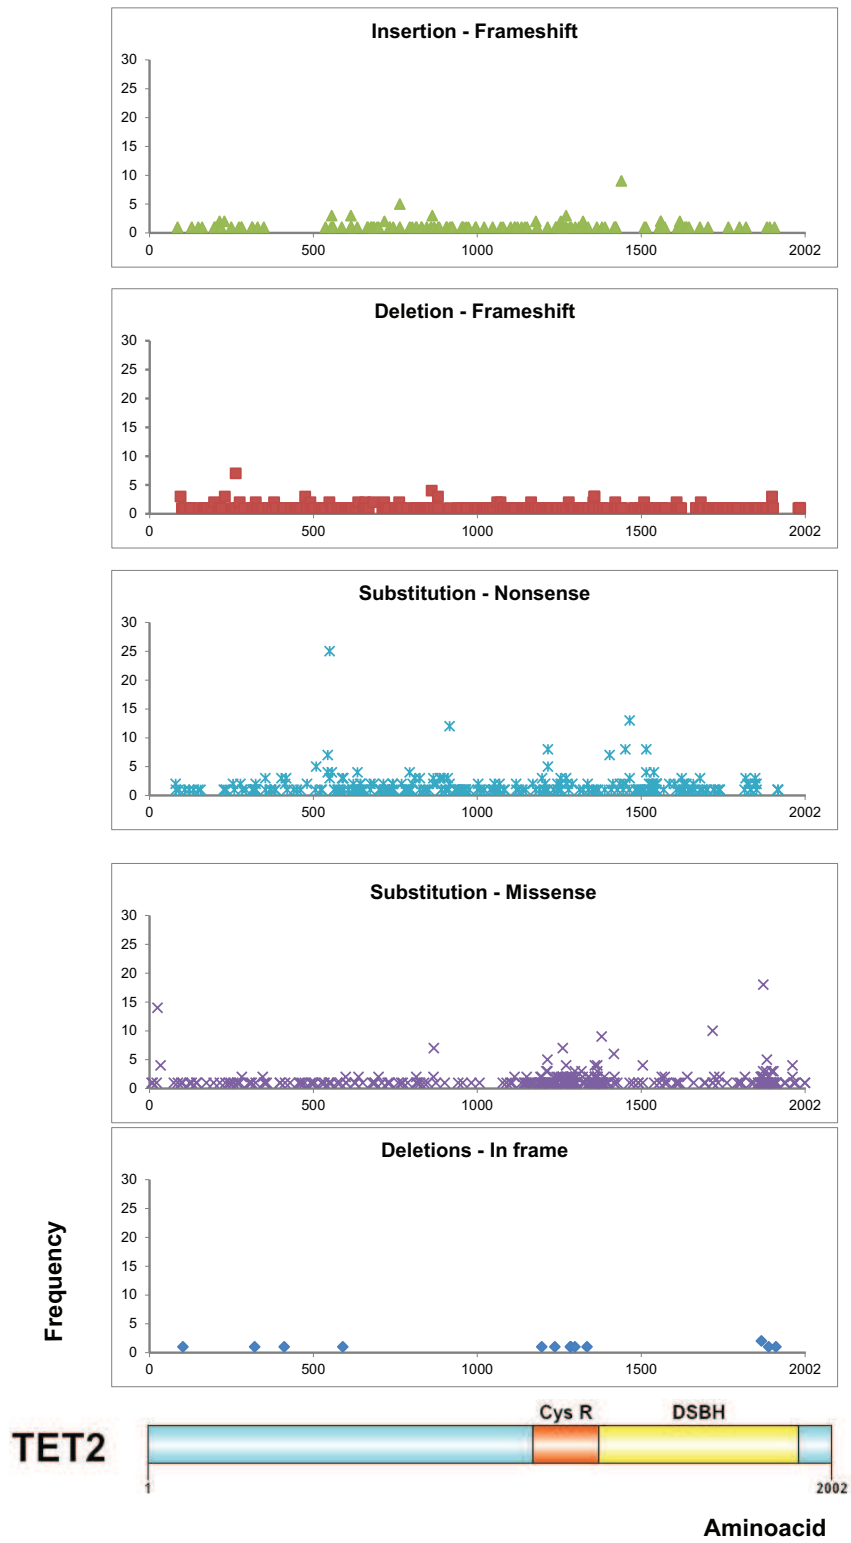 Insertion - Frameshift
30
25
20
15
10
5
0
0 500 1000 1500 2002
Deletion - Frameshift
30
25
20
15
10
5
0
0 500 1000 1500 2002
Substitution - Nonsense
30
25
20
15
10
5
0
0 500 1000 1500 2002
Substitution - Missense
30
25
20
15
10
5
0
0 500 1000 1500 2002
Deletions - In frame
30
25
20
15
10
5
0
0 500 1000 1500 2002
Frequency
Cys R DSBH
TET2
1 2002
Aminoacid